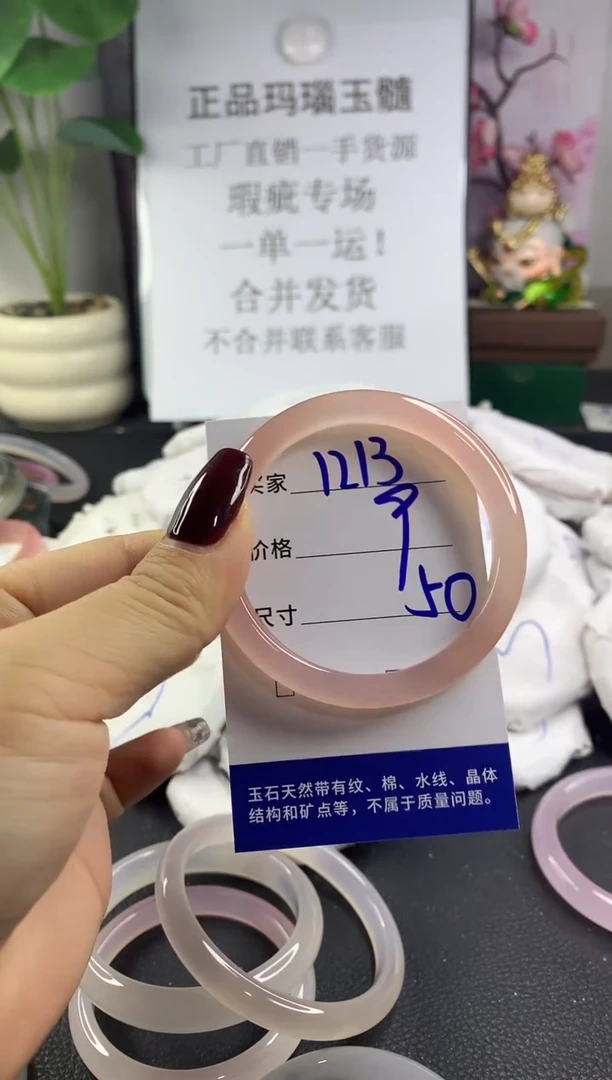 正品玛瑙玉髓
工厂直销一手货源
瑕疵专场
一单一运！
合并发货
不合并联系客服
家 1213
价格
尺寸 50
玉石天然带有纹、棉、水线、晶体
结构和矿点等，不属于质量问题。